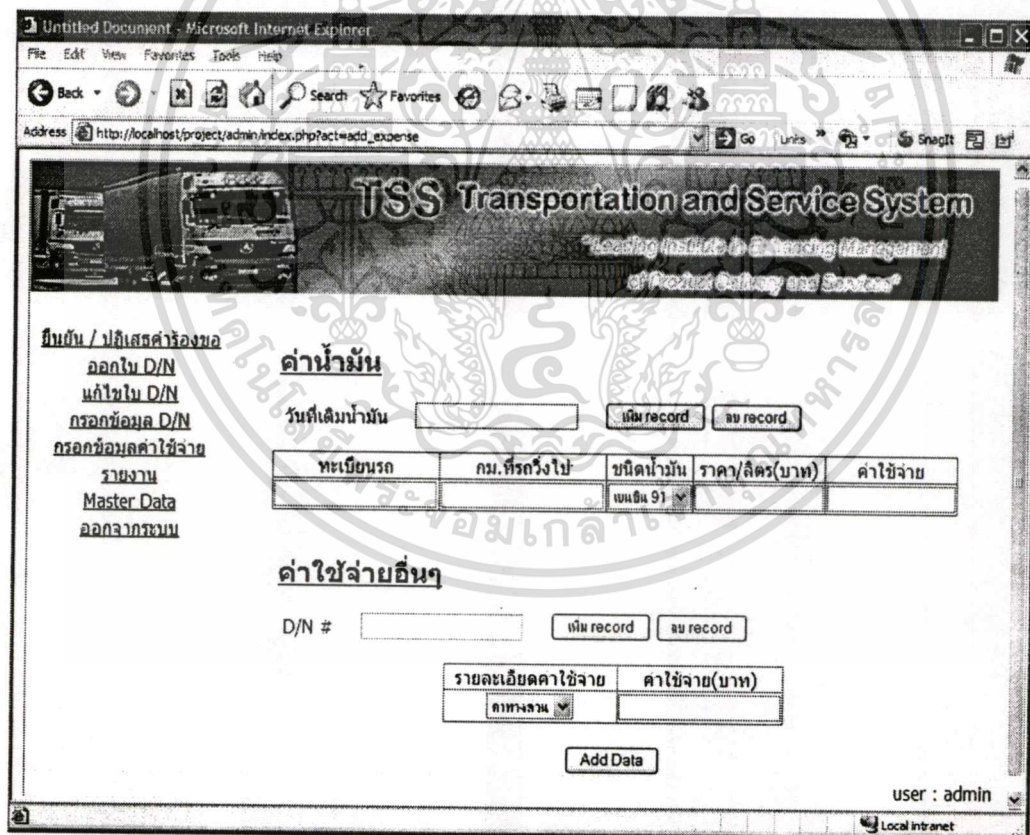 Untitled Document - Microsoft Internet Explorer
File Edit View Favorites Tools Help
Back Search Favorites
Address http://localhost/project/admin/index.php?act=add_expense Go Links » SnagIt
TSS Transportation and Service System
"Leading Institute in Enhancing Management
of Product Delivery and Services"
ยืนยัน / ปฏิเสธคำร้องขอ
ออกใบ D/N
แก้ไขใบ D/N
กรอกข้อมูล D/N
กรอกข้อมูลค่าใช้จ่าย
รายงาน
Master Data
ออกจากระบบ
ค่าน้ำมัน
วันที่เติมน้ำมัน เพิ่ม record ลบ record
ทะเบียนรถ กม.ที่รถวิ่งไป ชนิดน้ำมัน ราคา/ลิตร(บาท) ค่าใช้จ่าย
เบนซิน 91
ค่าใช้จ่ายอื่นๆ
D/N # เพิ่ม record ลบ record
รายละเอียดค่าใช้จ่าย ค่าใช้จ่าย(บาท)
ค่าทางด่วน
Add Data
user : admin
Local intranet